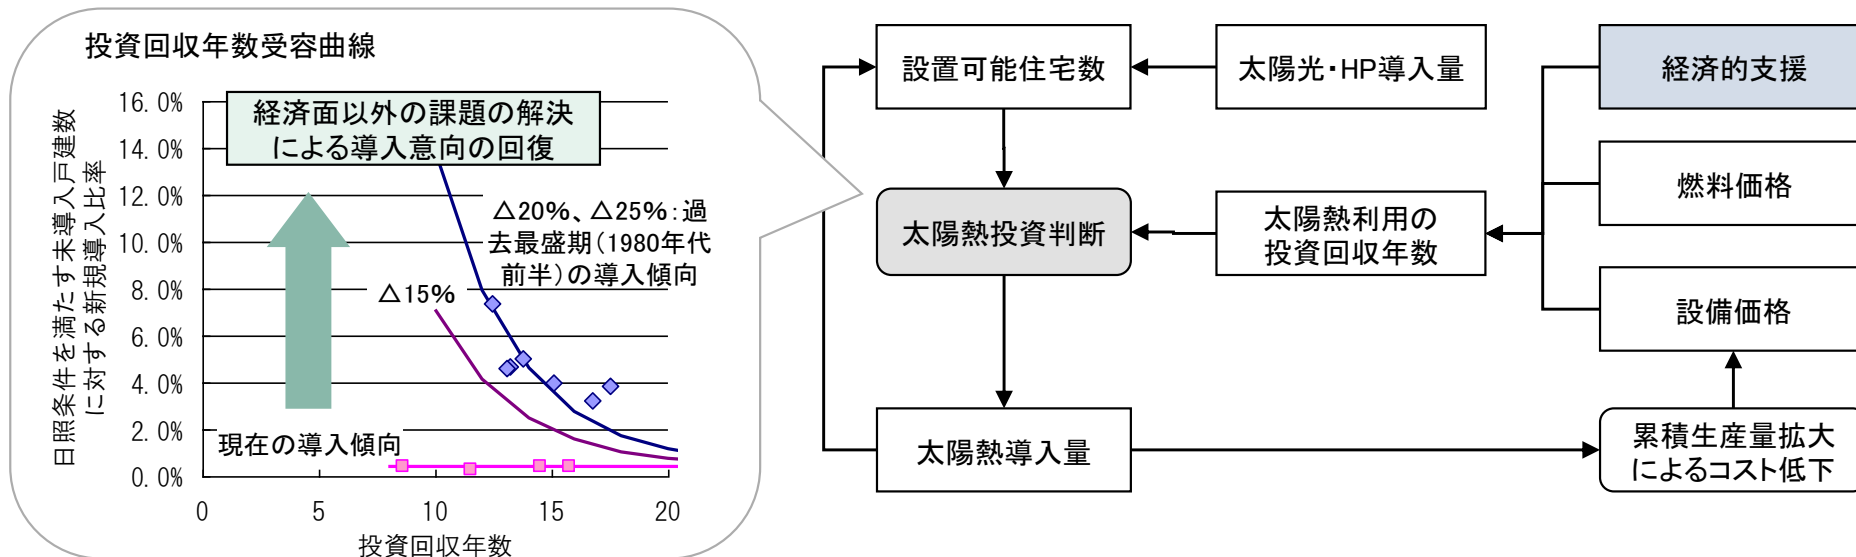 投資回収年数受容曲線
日照条件を満たす未導入戸建数
に対する新規導入比率
16.0%
14.0%
12.0%
10.0%
8.0%
6.0%
4.0%
2.0%
0.0%
0
5
10
15
20
投資回収年数
経済面以外の課題の解決
による導入意向の回復
△20%、△25%:過
去最盛期(1980年代
前半)の導入傾向
△15%
現在の導入傾向
設置可能住宅数
太陽光・HP導入量
経済的支援
燃料価格
太陽熱投資判断
太陽熱利用の
投資回収年数
設備価格
太陽熱導入量
累積生産量拡大
によるコスト低下